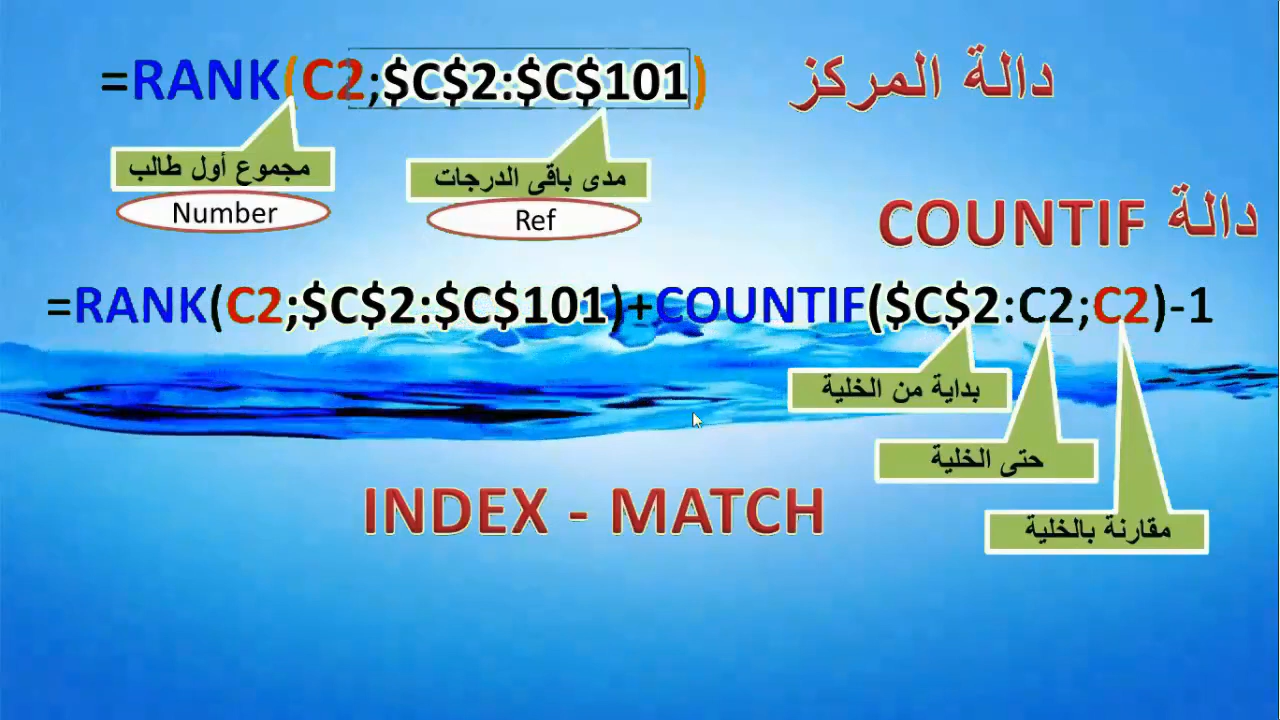 =RANK(C2;$C$2:$C$101)
دالة المركز
مجموع أول طالب
مدى باقى الدرجات
Number
Ref
دالة COUNTIF
=RANK(C2;$C$2:$C$101)+COUNTIF($C$2:C2;C2)-1
بداية من الخلية
حتى الخلية
INDEX - MATCH
مقارنة بالخلية